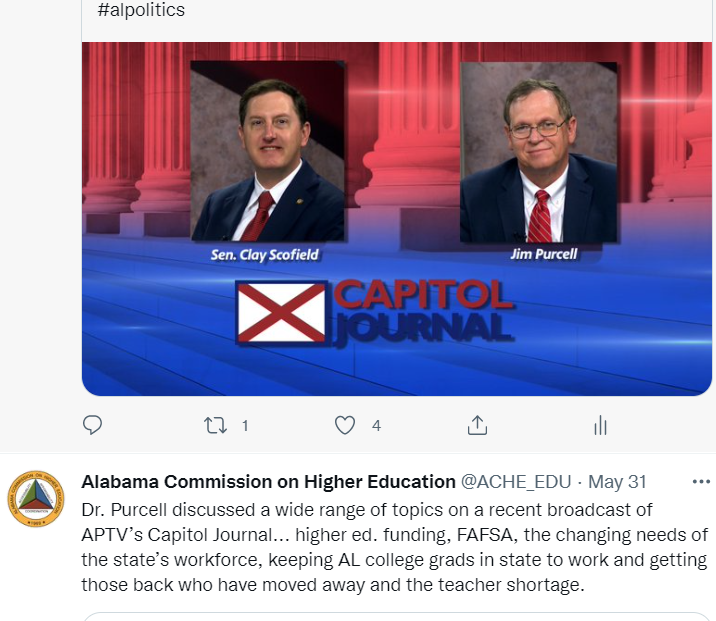 #alpolitics
Sen. Clay Scofield
Jim Purcell
CAPITOL
JOURNAL
1
4
Alabama Commission on Higher Education @ACHE_EDU · May 31
Dr. Purcell discussed a wide range of topics on a recent broadcast of
APTV’s Capitol Journal... higher ed. funding, FAFSA, the changing needs of
the state’s workforce, keeping AL college grads in state to work and getting
those back who have moved away and the teacher shortage.